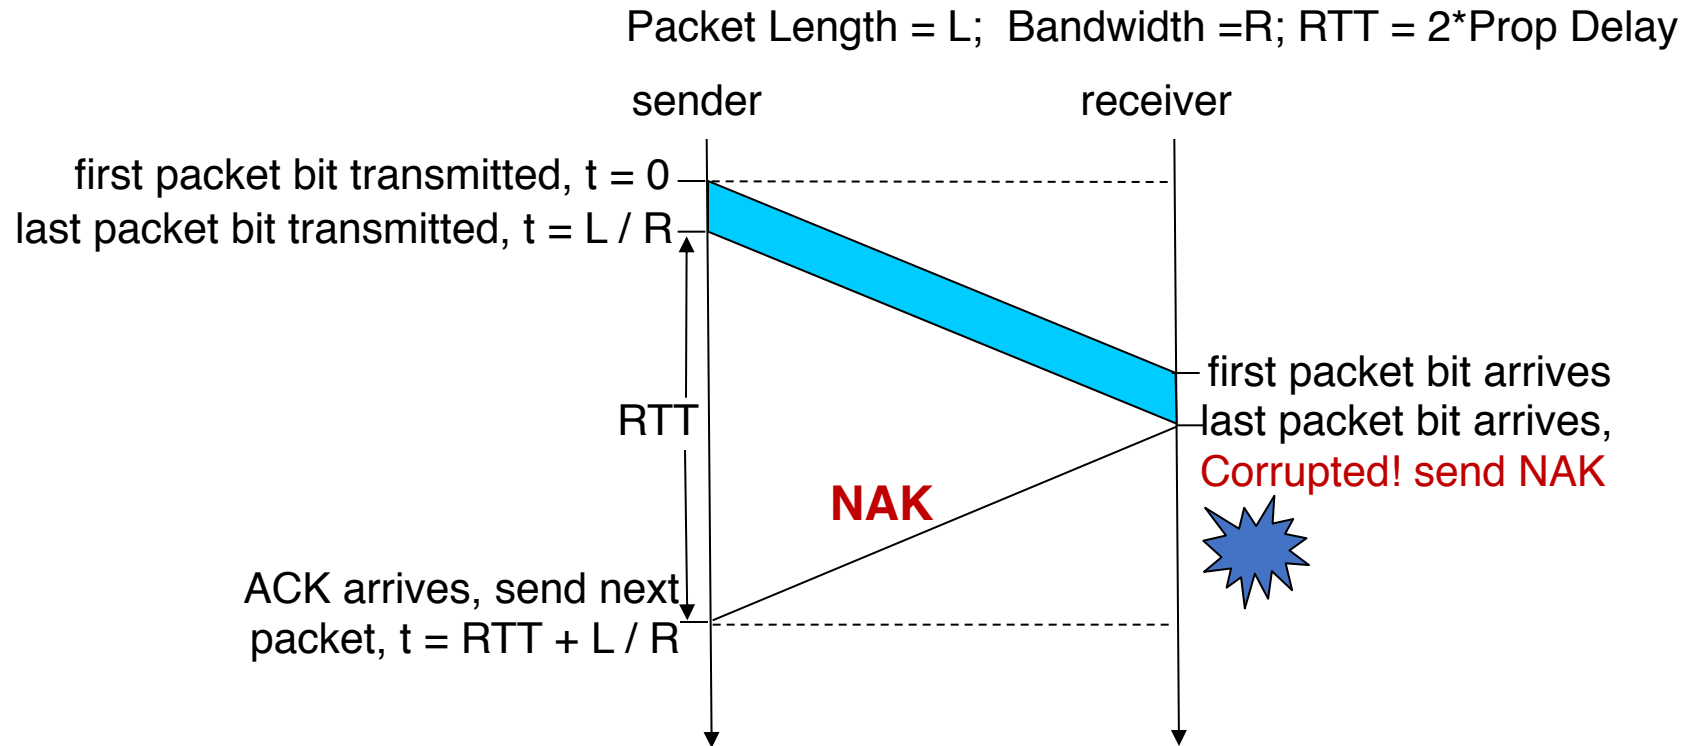 Packet Length = L;  Bandwidth =R; RTT = 2*Prop Delay
sender
receiver
first packet bit transmitted, t = 0
last packet bit transmitted, t = L / R
first packet bit arrives
RTT
last packet bit arrives,
Corrupted! send NAK
NAK
ACK arrives, send next
packet, t = RTT + L / R